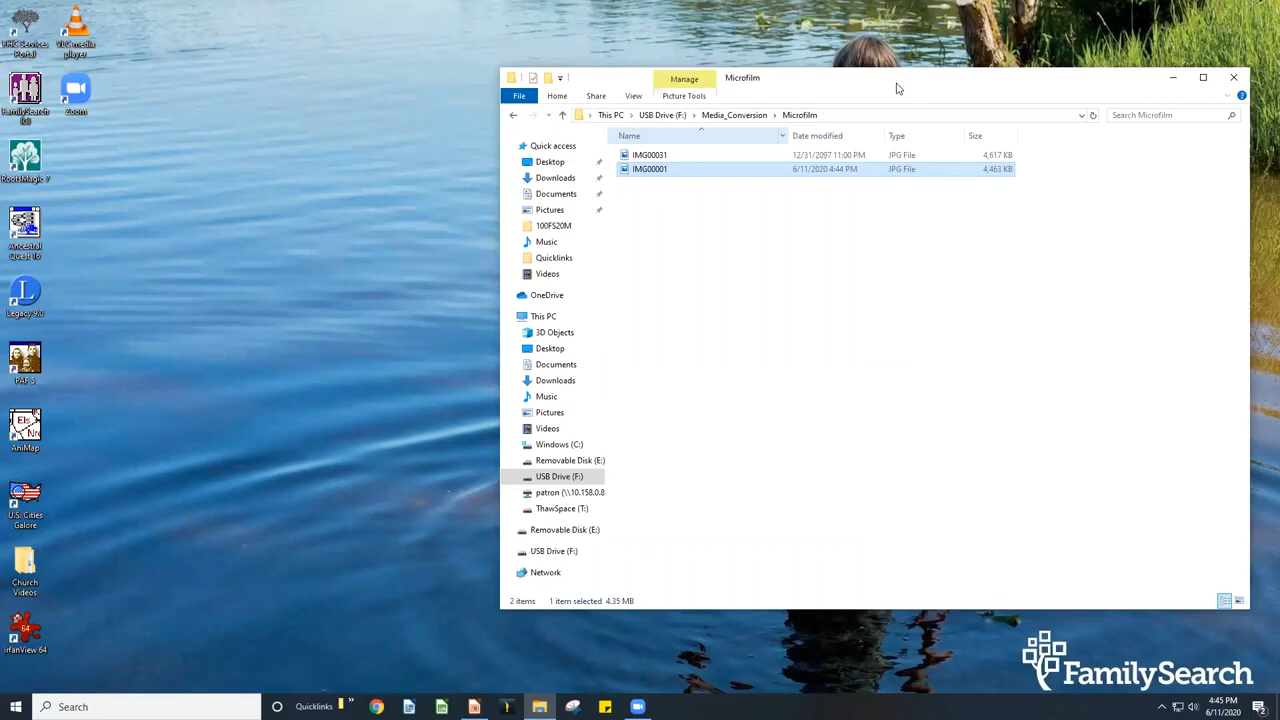 FHC Services
Portal
VLC media
player
FamilySearch
(G)
Zoom
RootsMagic 7
Ancestral
Quest 16
L
Legacy 9.0
PAF 5
AniMap
U.S. Cities
Galore
Church
Videos
64
IrfanView 64
Manage
Microfilm
File
Home
Share
View
Picture Tools
This PC
USB Drive (F:)
Media_Conversion
Microfilm
Search Microfilm
Name
Date modified
Type
Size
IMG00031
12/31/2097 11:00 PM
JPG File
4,617 KB
IMG00001
6/11/2020 4:44 PM
JPG File
4,463 KB
Quick access
Desktop
Downloads
Documents
Pictures
100FS20M
Music
Quicklinks
Videos
OneDrive
This PC
3D Objects
Desktop
Documents
Downloads
Music
Pictures
Videos
Windows (C:)
Removable Disk (E:)
USB Drive (F:)
patron (\\10.158.0.8
ThawSpace (T:)
Removable Disk (E:)
USB Drive (F:)
Network
2 items
1 item selected 4.35 MB
FamilySearch
Search
Quicklinks
4:45 PM
6/11/2020
2